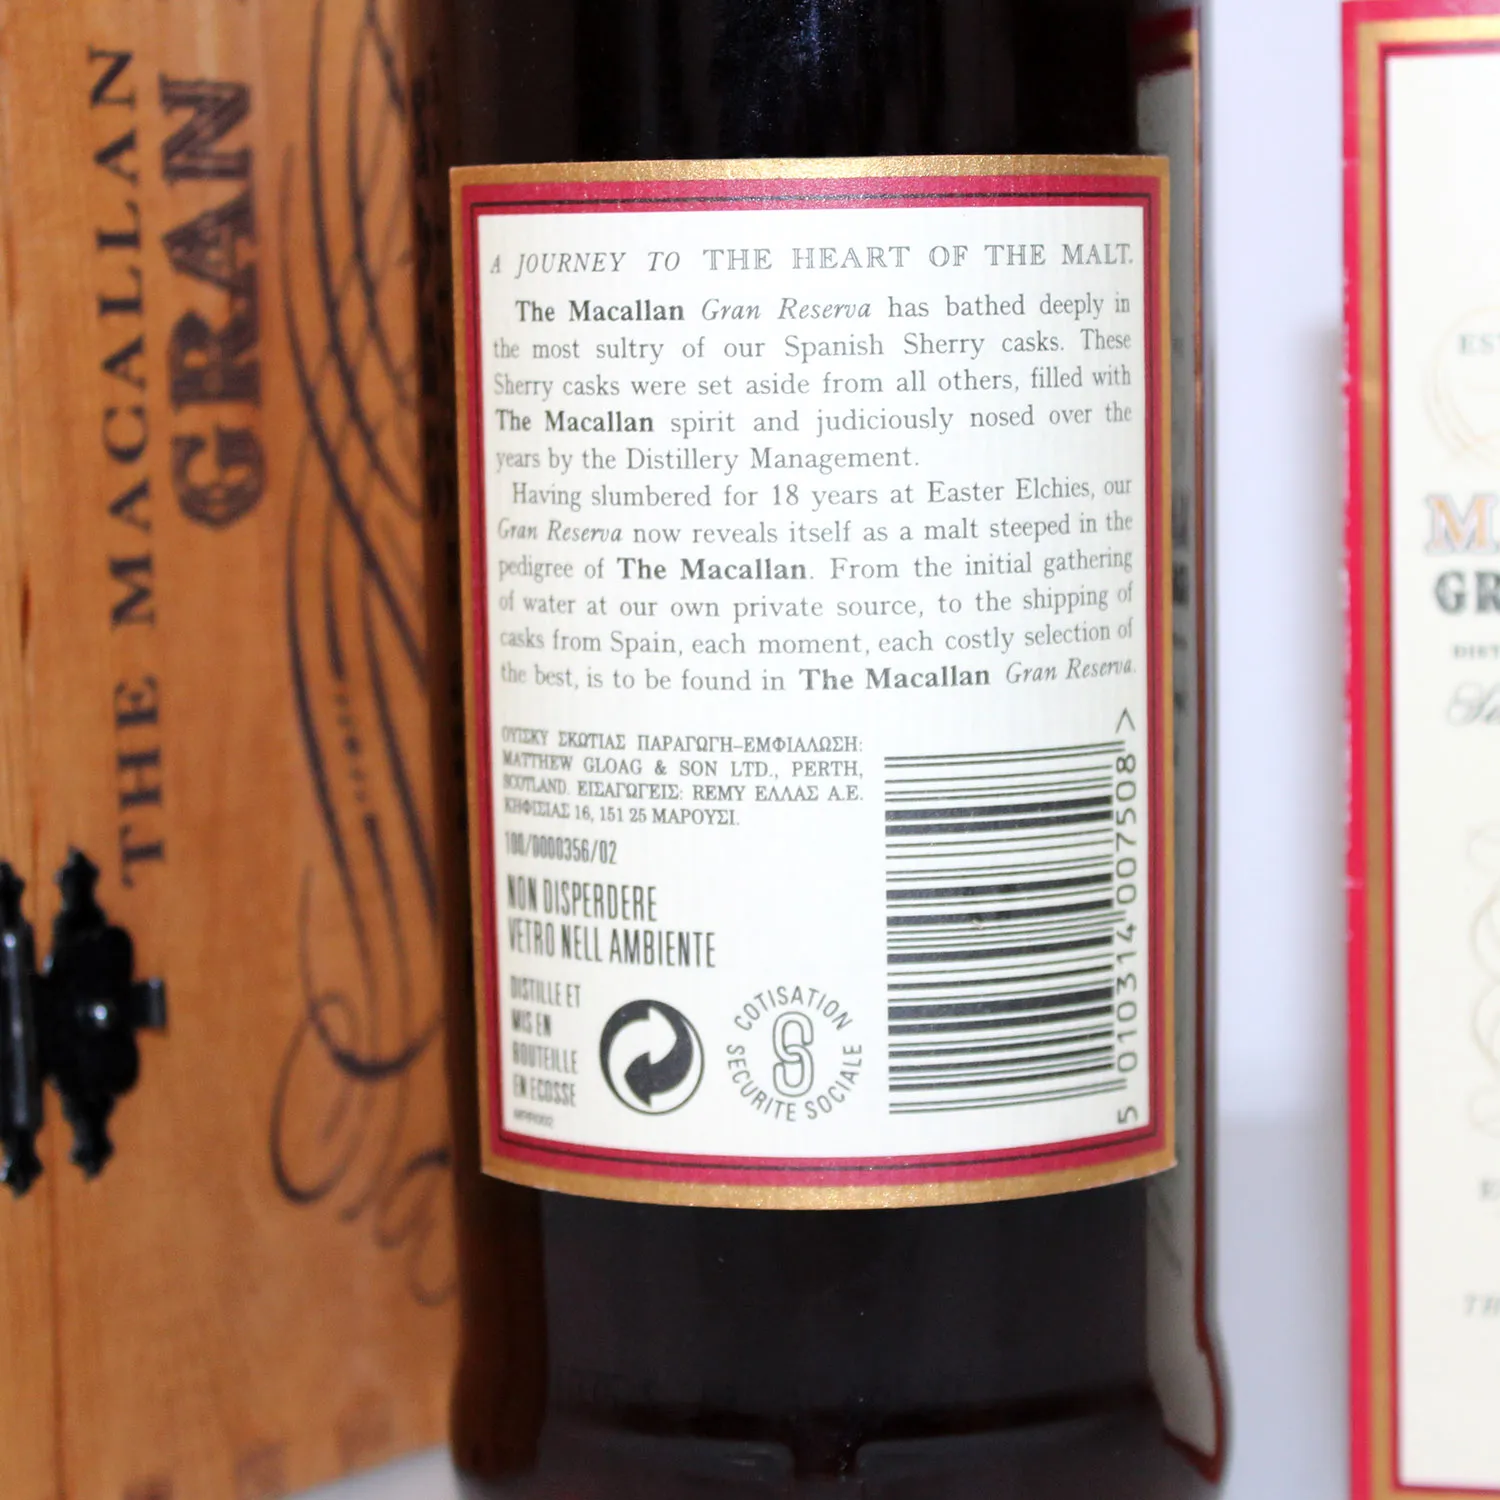 THE MACALLAN
GRAN
A JOURNEY TO THE HEART OF THE MALT.
The Macallan Gran Reserva has bathed deeply in
the most sultry of our Spanish Sherry casks. These
Sherry casks were set aside from all others, filled with
The Macallan spirit and judiciously nosed over the
years by the Distillery Management.
Having slumbered for 18 years at Easter Elchies, our
Gran Reserva now reveals itself as a malt steeped in the
pedigree of The Macallan. From the initial gathering
of water at our own private source, to the shipping of
casks from Spain, each moment, each costly selection of
the best, is to be found in The Macallan Gran Reserva.
ΟΥΙΣΚΥ ΣΚΩΤΙΑΣ ΠΑΡΑΓΩΓΗ–ΕΜΦΙΑΛΩΣΗ:
MATTHEW GLOAG & SON LTD., PERTH,
SCOTLAND. ΕΙΣΑΓΩΓΕΙΣ: REMY ΕΛΛΑΣ Α.Ε.
ΚΗΦΙΣΙΑΣ 16, 151 25 ΜΑΡΟΥΣΙ.
100/0000356/02
NON DISPERDERE
VETRO NELL AMBIENTE
DISTILLE ET
MIS EN
BOUTEILLE
EN ECOSSE
COTISATION
SECURITE SOCIALE
5 010314 007508 >
EST
GR